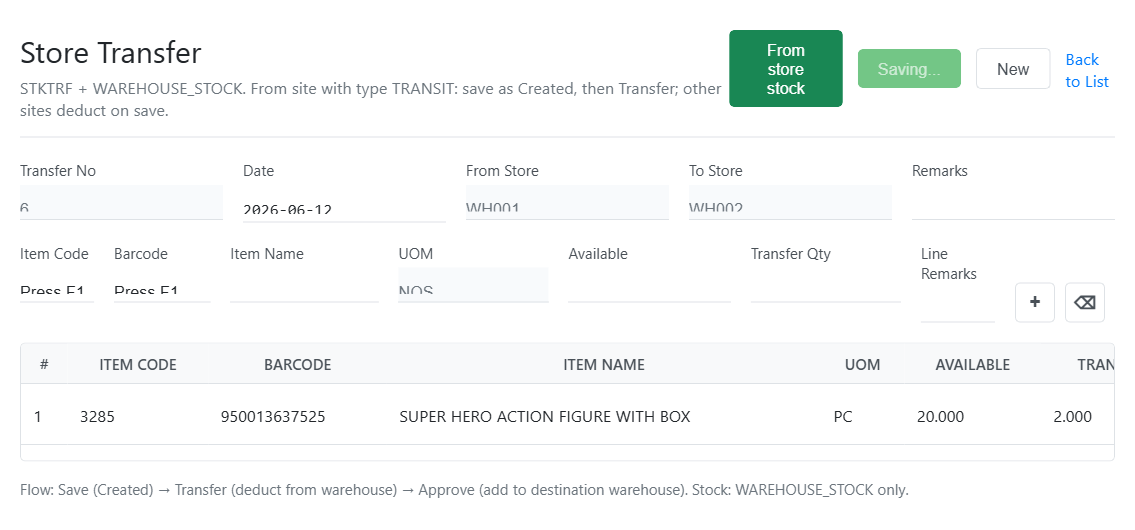 Store Transfer
STKTRF + WAREHOUSE_STOCK. From site with type TRANSIT: save as Created, then Transfer; other
sites deduct on save.
From
store
stock
Saving...
New
Back
to List
Transfer No
Date
From Store
To Store
Remarks
6
2026-06-12
WH001
WH002
Item Code
Barcode
Item Name
UOM
Available
Transfer Qty
Line
Remarks
Press F1
Press F1
NOS
+
⌫
# ITEM CODE BARCODE ITEM NAME UOM AVAILABLE TRAN
1 3285 950013637525 SUPER HERO ACTION FIGURE WITH BOX PC 20.000 2.000
Flow: Save (Created) → Transfer (deduct from warehouse) → Approve (add to destination warehouse). Stock: WAREHOUSE_STOCK only.